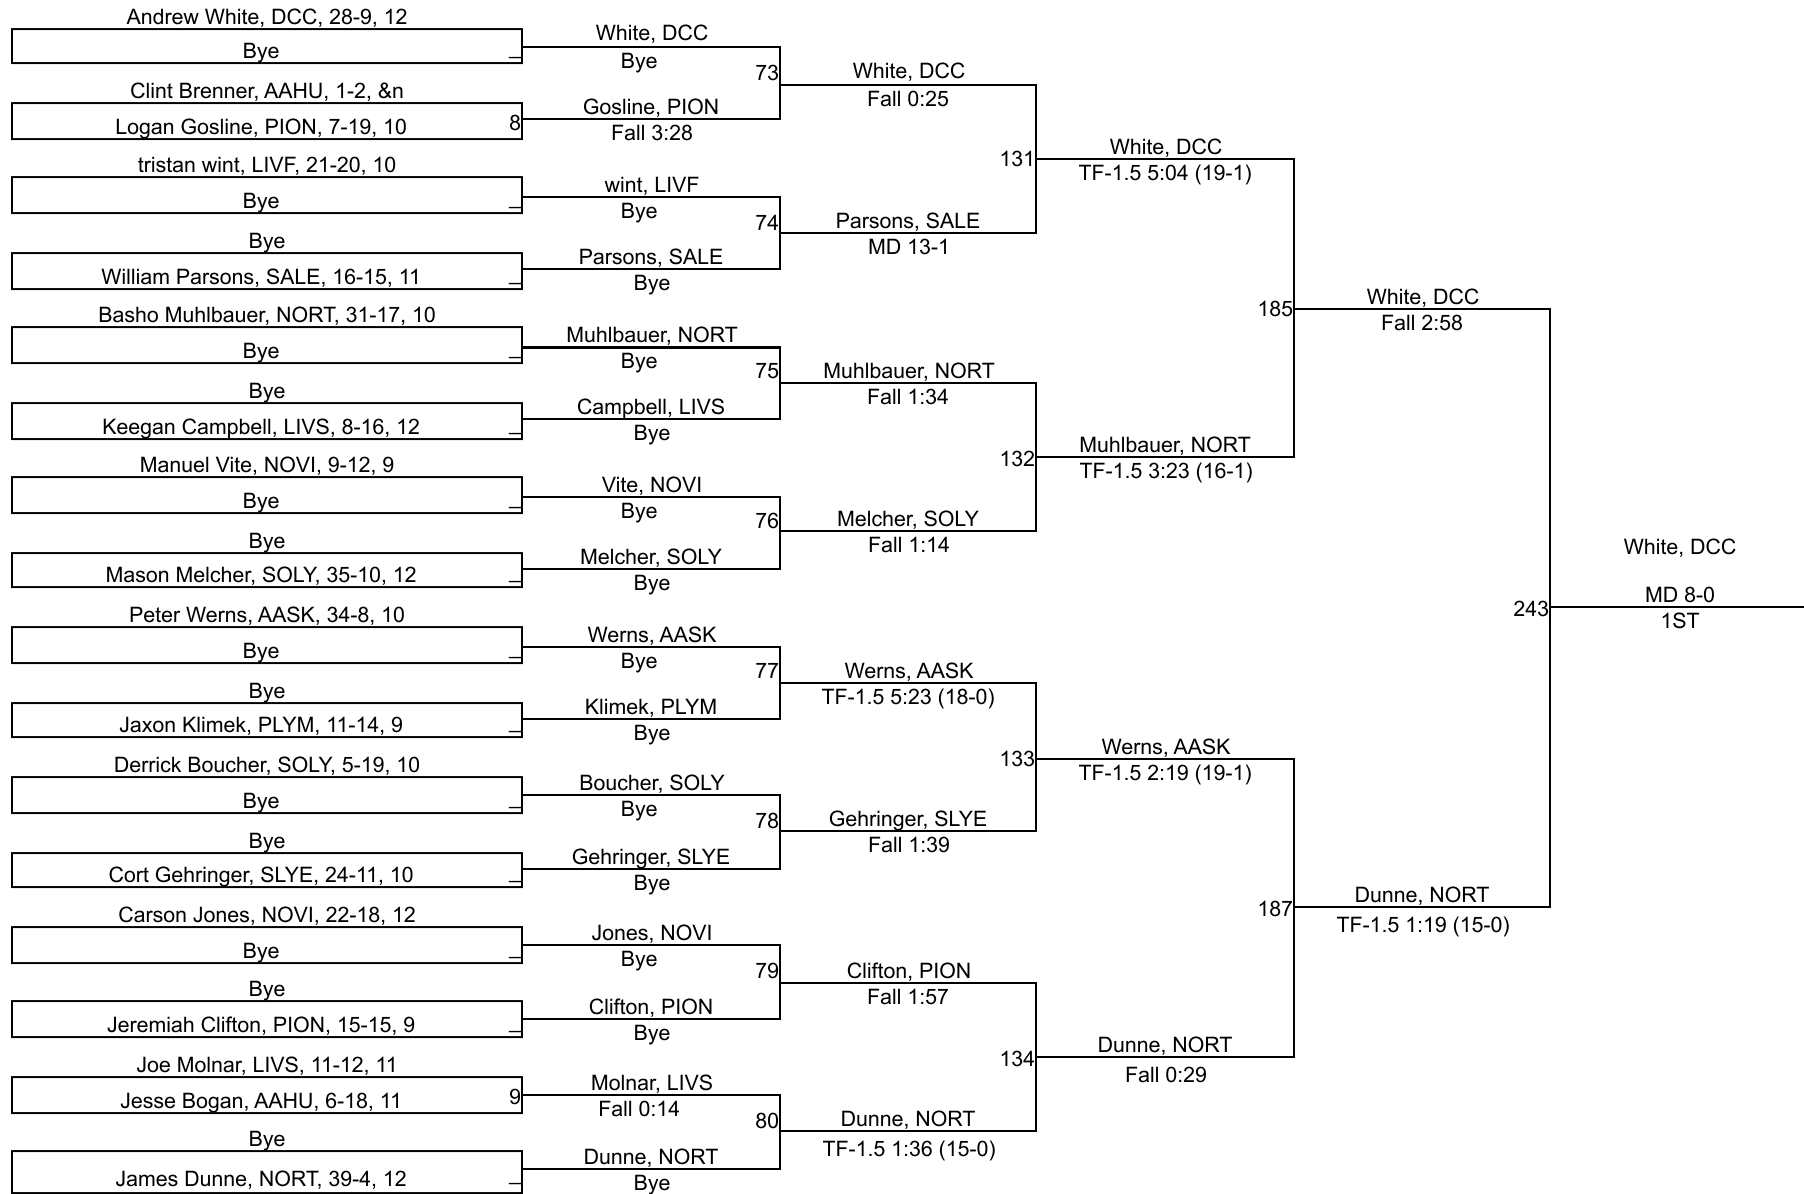 Andrew White, DCC, 28-9, 12
Bye
Clint Brenner, AAHU, 1-2, &n
Logan Gosline, PION, 7-19, 10
8
tristan wint, LIVF, 21-20, 10
Bye
Bye
William Parsons, SALE, 16-15, 11
Basho Muhlbauer, NORT, 31-17, 10
Bye
Bye
Keegan Campbell, LIVS, 8-16, 12
Manuel Vite, NOVI, 9-12, 9
Bye
Bye
Mason Melcher, SOLY, 35-10, 12
Peter Werns, AASK, 34-8, 10
Bye
Bye
Jaxon Klimek, PLYM, 11-14, 9
Derrick Boucher, SOLY, 5-19, 10
Bye
Bye
Cort Gehringer, SLYE, 24-11, 10
Carson Jones, NOVI, 22-18, 12
Bye
Bye
Jeremiah Clifton, PION, 15-15, 9
Joe Molnar, LIVS, 11-12, 11
Jesse Bogan, AAHU, 6-18, 11
9
Bye
James Dunne, NORT, 39-4, 12
White, DCC
Bye
73
Gosline, PION
Fall 3:28
wint, LIVF
Bye
74
Parsons, SALE
Bye
Muhlbauer, NORT
Bye
75
Campbell, LIVS
Bye
Vite, NOVI
Bye
76
Melcher, SOLY
Bye
Werns, AASK
Bye
77
Klimek, PLYM
Bye
Boucher, SOLY
Bye
78
Gehringer, SLYE
Bye
Jones, NOVI
Bye
79
Clifton, PION
Bye
Molnar, LIVS
Fall 0:14
80
Dunne, NORT
Bye
White, DCC
Fall 0:25
131
Parsons, SALE
MD 13-1
Muhlbauer, NORT
Fall 1:34
132
Melcher, SOLY
Fall 1:14
Werns, AASK
TF-1.5 5:23 (18-0)
133
Gehringer, SLYE
Fall 1:39
Clifton, PION
Fall 1:57
134
Dunne, NORT
TF-1.5 1:36 (15-0)
White, DCC
TF-1.5 5:04 (19-1)
185
Muhlbauer, NORT
TF-1.5 3:23 (16-1)
Werns, AASK
TF-1.5 2:19 (19-1)
187
Dunne, NORT
Fall 0:29
White, DCC
Fall 2:58
243
Dunne, NORT
TF-1.5 1:19 (15-0)
White, DCC
MD 8-0
1ST